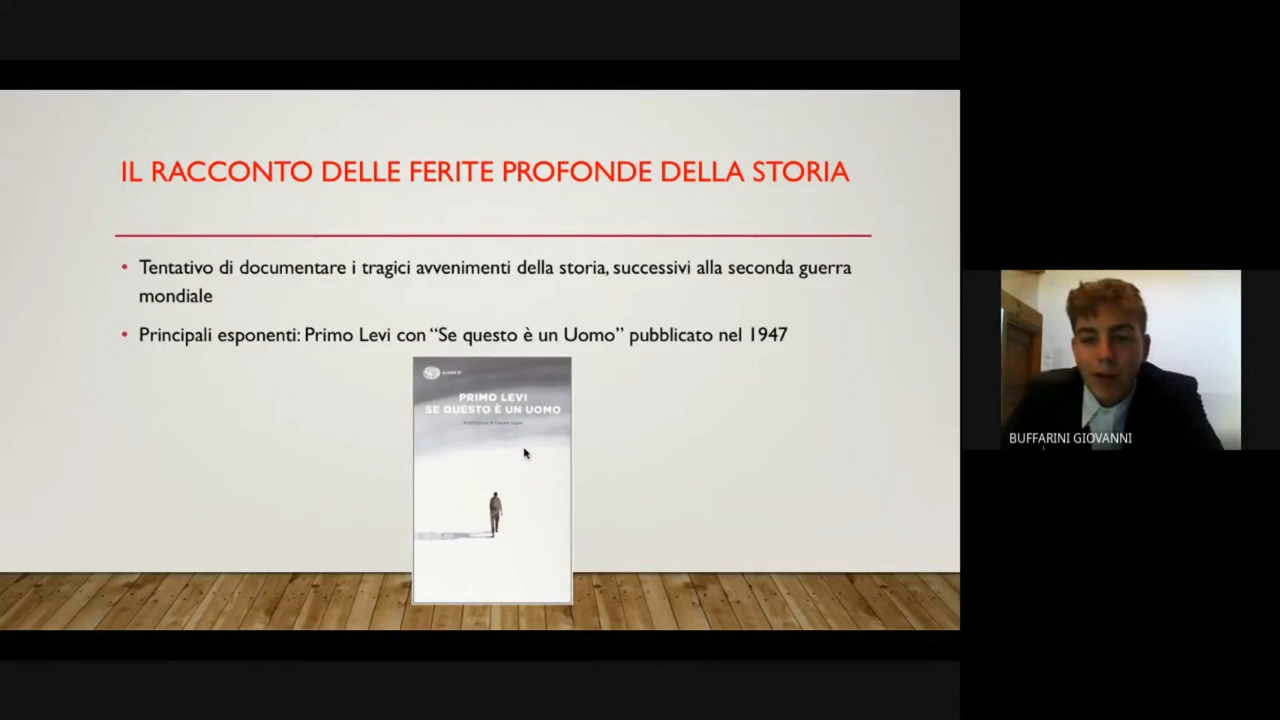 IL RACCONTO DELLE FERITE PROFONDE DELLA STORIA
• Tentativo di documentare i tragici avvenimenti della storia, successivi alla seconda guerra
mondiale
• Principali esponenti: Primo Levi con “Se questo è un Uomo” pubblicato nel 1947
PRIMO LEVI
SE QUESTO È UN UOMO
BUFFARINI GIOVANNI